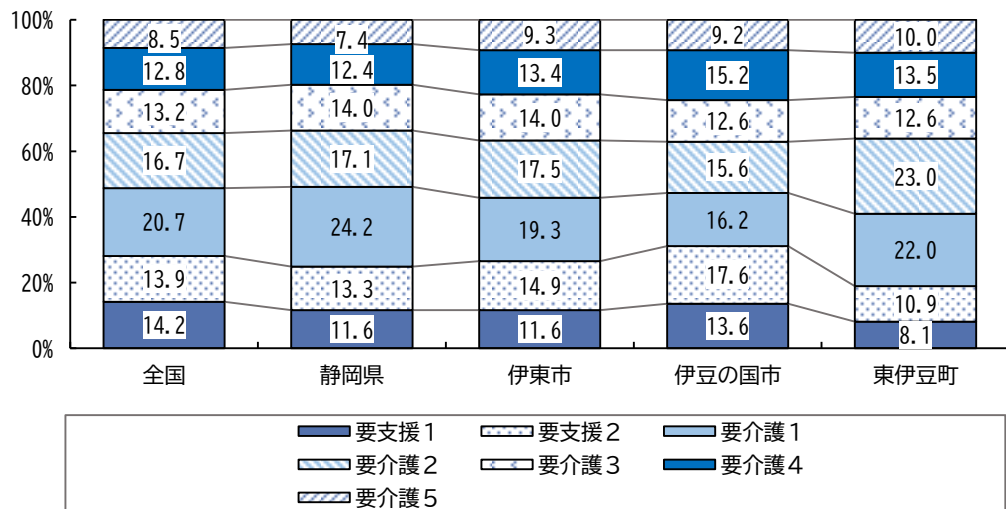 100%
8.5 7.4 9.3 9.2 10.0
12.8 12.4 13.4 15.2 13.5
80%
13.2 14.0 14.0 12.6 12.6
60%
16.7 17.1 17.5 15.6 23.0
40%
20.7 24.2 19.3 16.2 22.0
20%
13.9 13.3 14.9 17.6 10.9
14.2 11.6 11.6 13.6 8.1
0%
全国 静岡県 伊東市 伊豆の国市 東伊豆町
要支援1 要支援2 要介護1
要介護2 要介護3 要介護4
要介護5